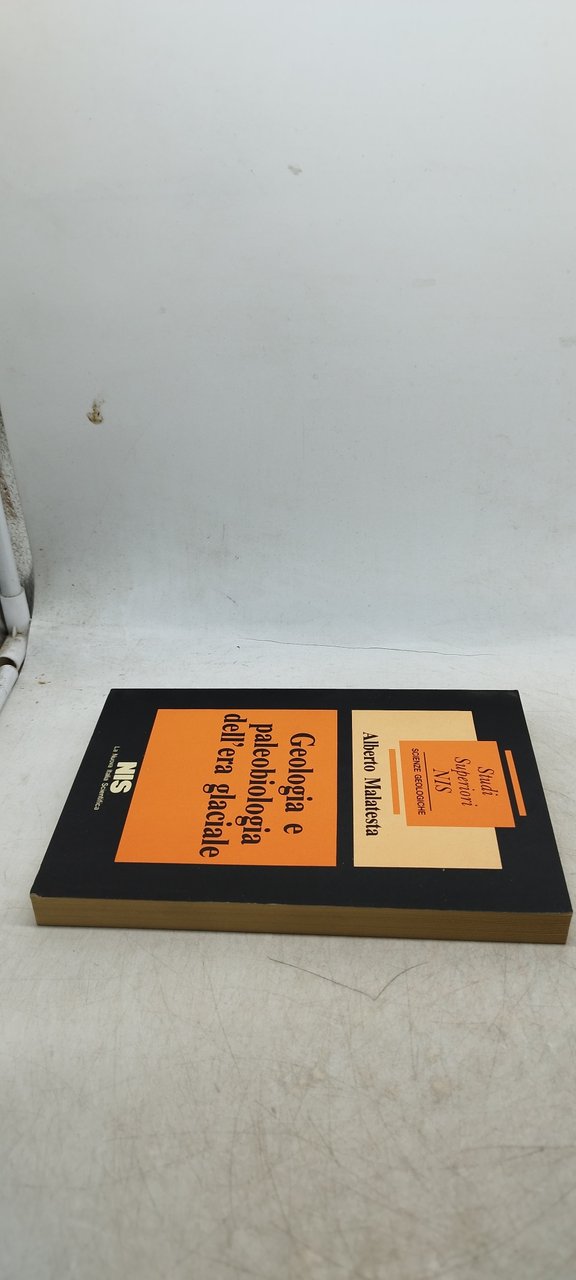 Studi
Superiori
NIS
SCIENZE GEOLOGICHE
Alberto Malatesta
Geologia e
paleobiologia
dell'era glaciale
NIS
La Nuova Italia Scientifica